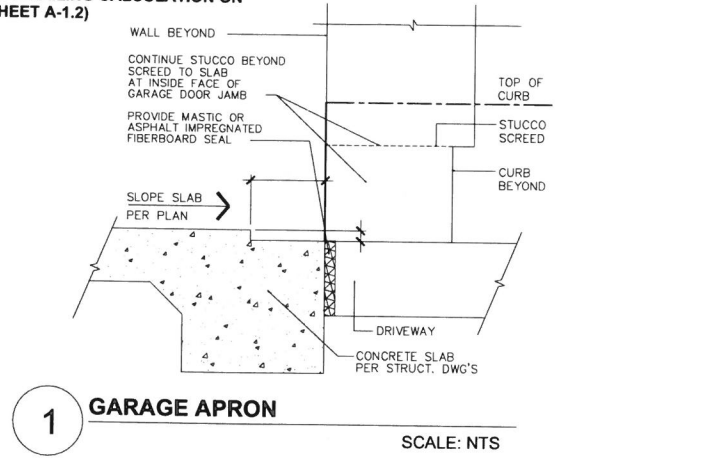 HEET A-1.2)
WALL BEYOND
CONTINUE STUCCO BEYOND
SCREED TO SLAB
AT INSIDE FACE OF
GARAGE DOOR JAMB
PROVIDE MASTIC OR
ASPHALT IMPREGNATED
FIBERBOARD SEAL
SLOPE SLAB
PER PLAN
TOP OF
CURB
STUCCO
SCREED
CURB
BEYOND
DRIVEWAY
CONCRETE SLAB
PER STRUCT. DWG'S
1 GARAGE APRON
SCALE: NTS